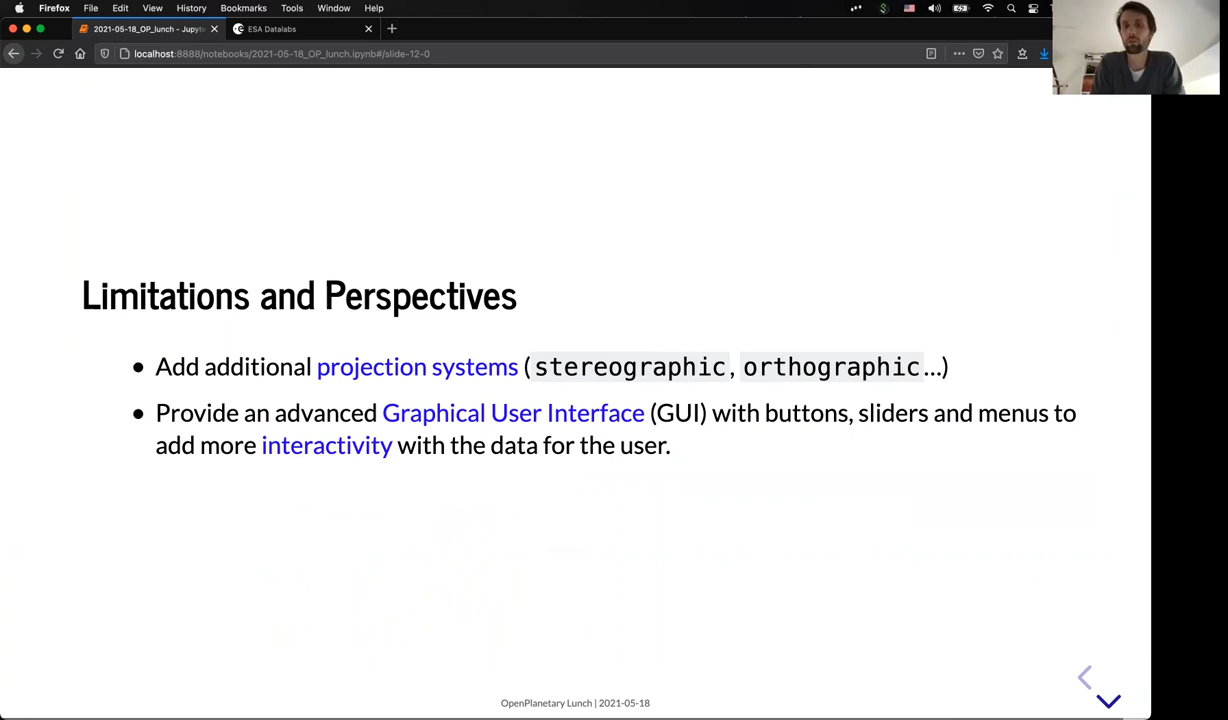 Firefox File Edit View History Bookmarks Tools Window Help
2021-05-18_OP_lunch - Jupyt
ESA Datalabs
localhost:8888/notebooks/2021-05-18_OP_lunch.ipynb#/slide-12-0
Limitations and Perspectives
• Add additional projection systems (stereographic, orthographic…)
• Provide an advanced Graphical User Interface (GUI) with buttons, sliders and menus to
add more interactivity with the data for the user.
OpenPlanetary Lunch | 2021-05-18